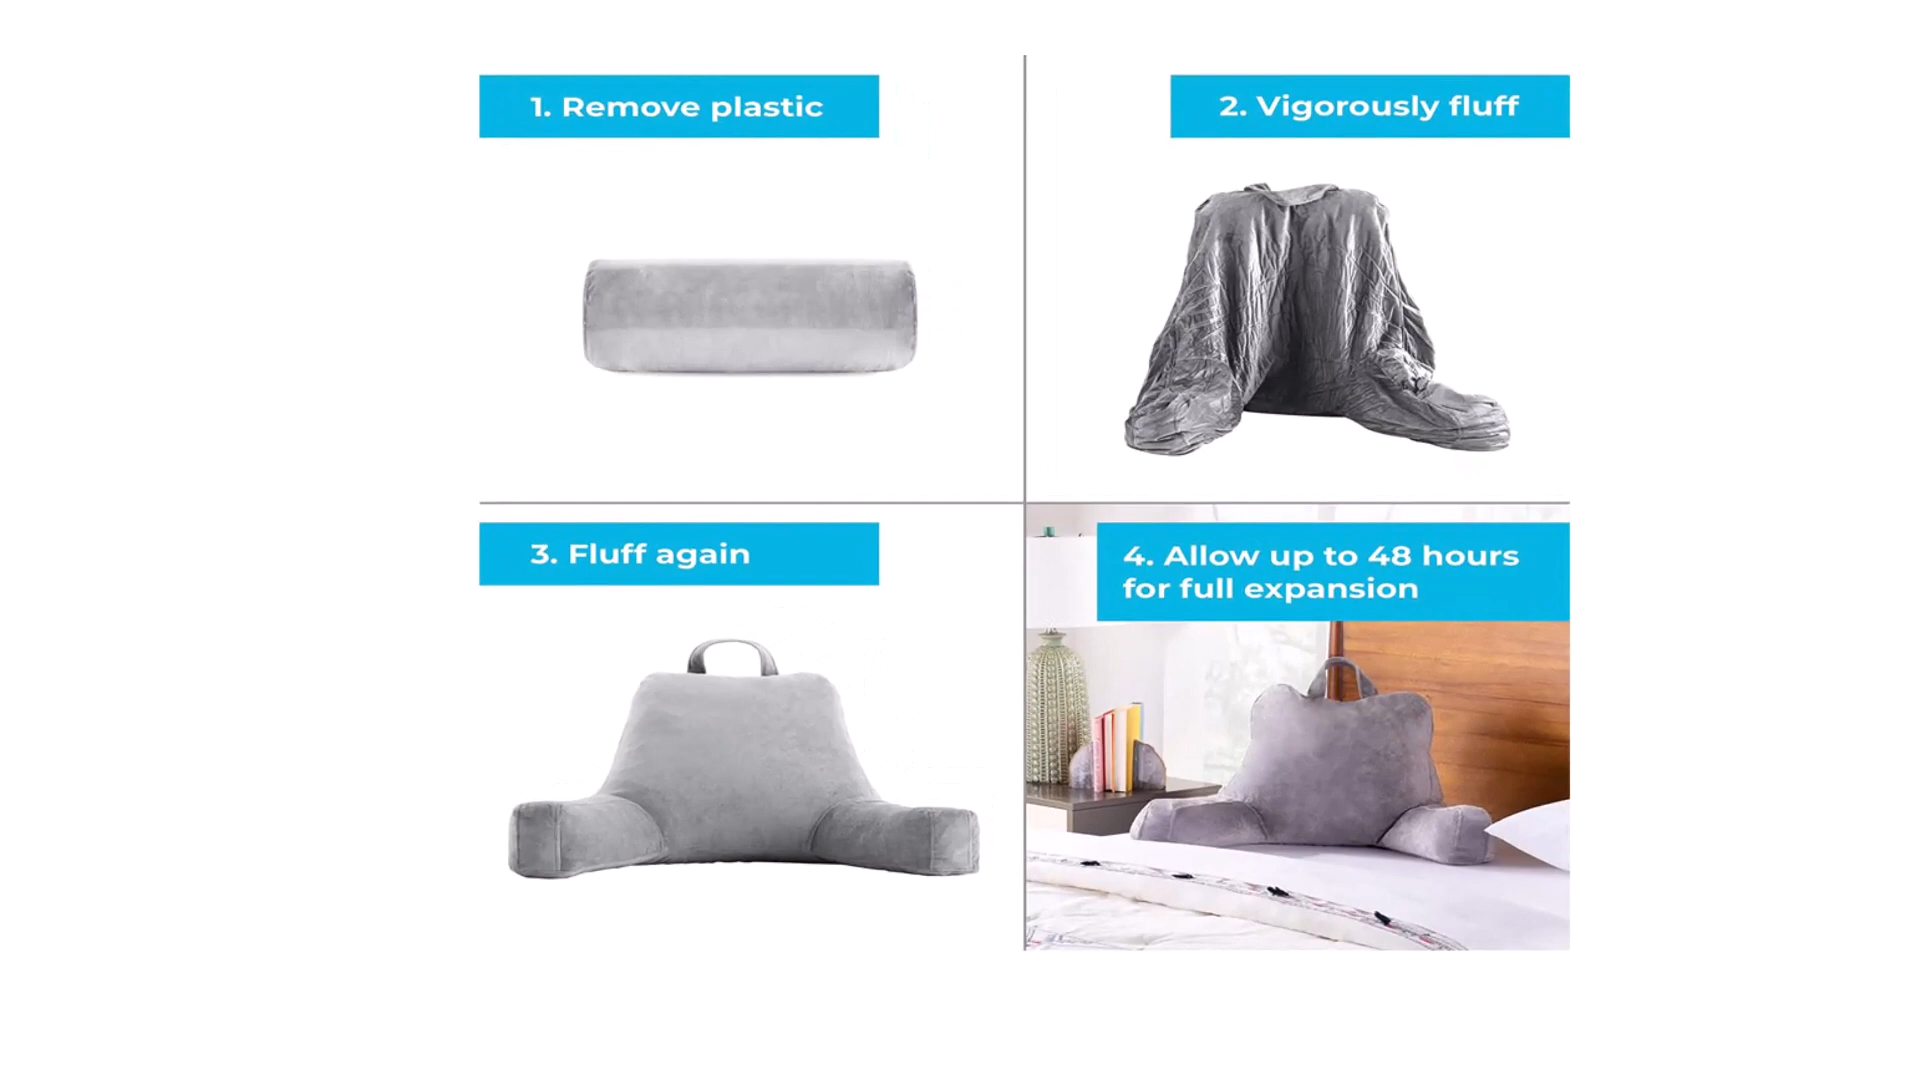 1. Remove plastic
2. Vigorously fluff
3. Fluff again
4. Allow up to 48 hours
for full expansion